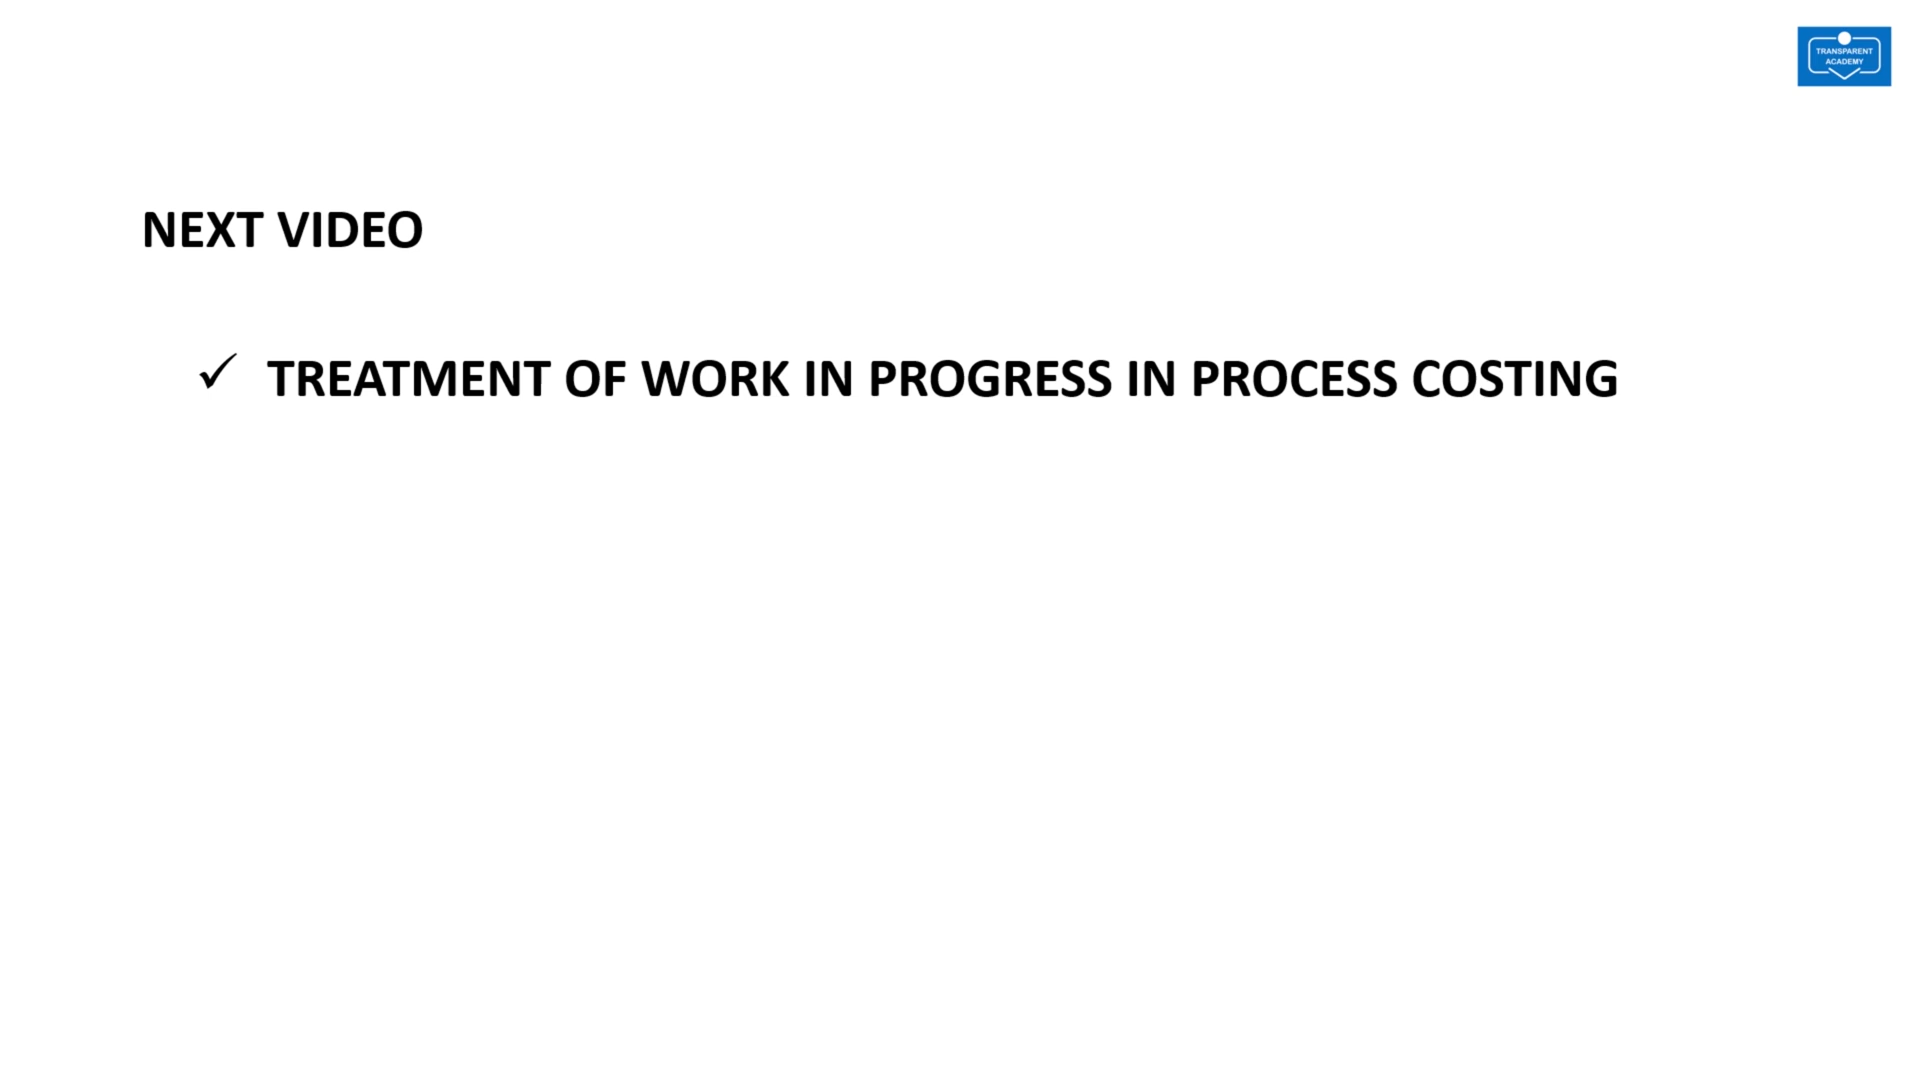 TRANSPARENT
ACADEMY
NEXT VIDEO
✓ TREATMENT OF WORK IN PROGRESS IN PROCESS COSTING